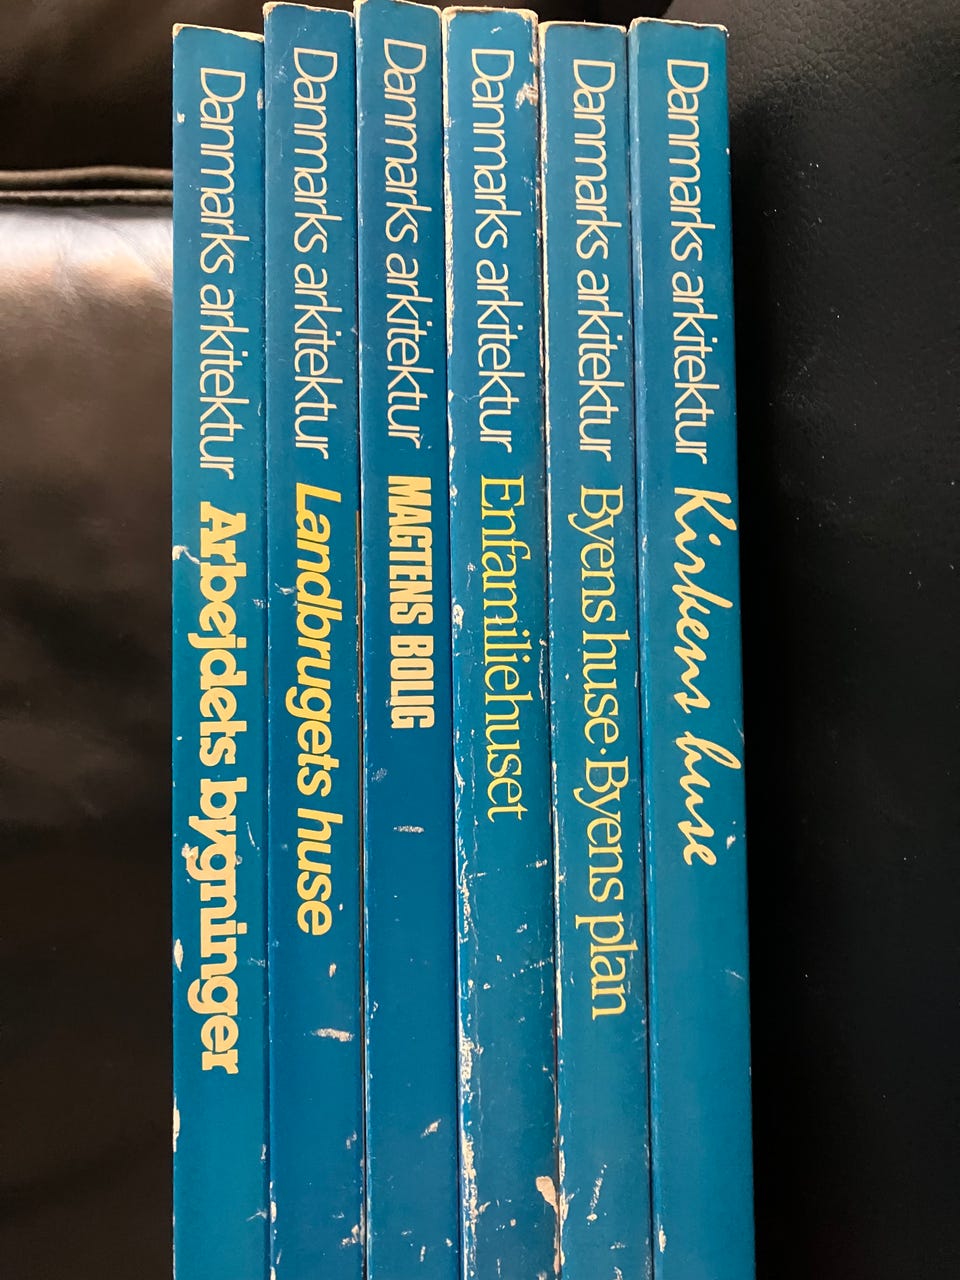 Danmarks arkitektur Arbejdets bygninger
Danmarks arkitektur Landbrugets huse
Danmarks arkitektur MAGTENS BOLIG
Danmarks arkitektur Enfamiliehuset
Danmarks arkitektur Byens huse · Byens plan
Danmarks arkitektur Kirkens huse